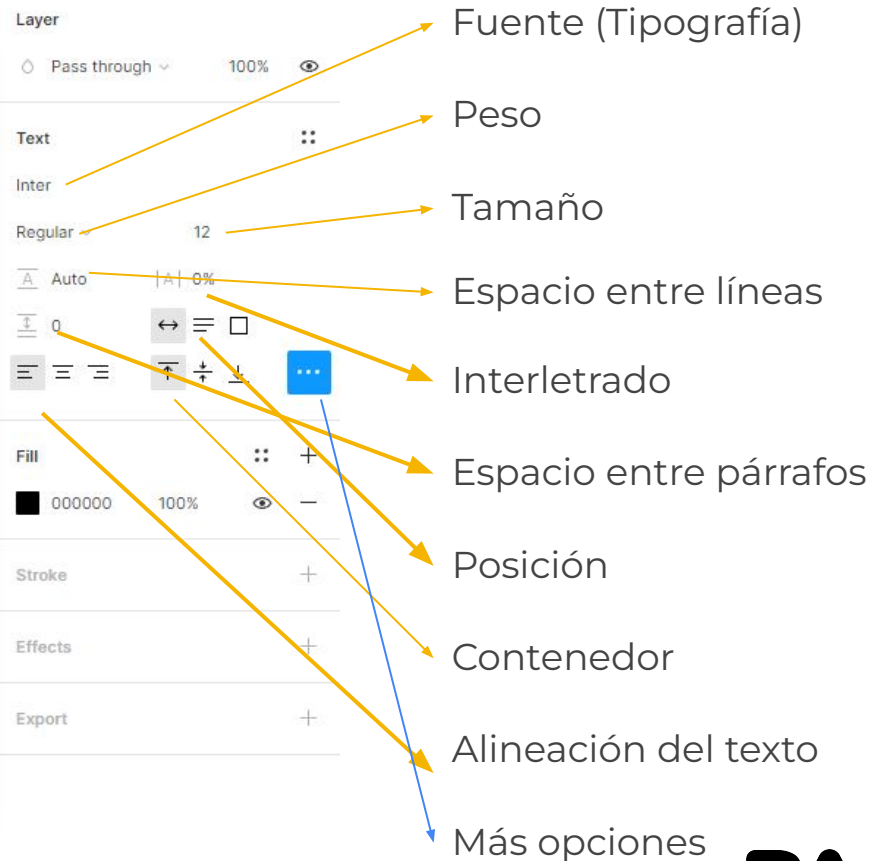 Layer
Pass through 100%
Text
Inter
Regular 12
A Auto |A| 0%
0
Fill
000000 100%
Stroke
Effects
Export
Fuente (Tipografía)
Peso
Tamaño
Espacio entre líneas
Interletrado
Espacio entre párrafos
Posición
Contenedor
Alineación del texto
Más opciones